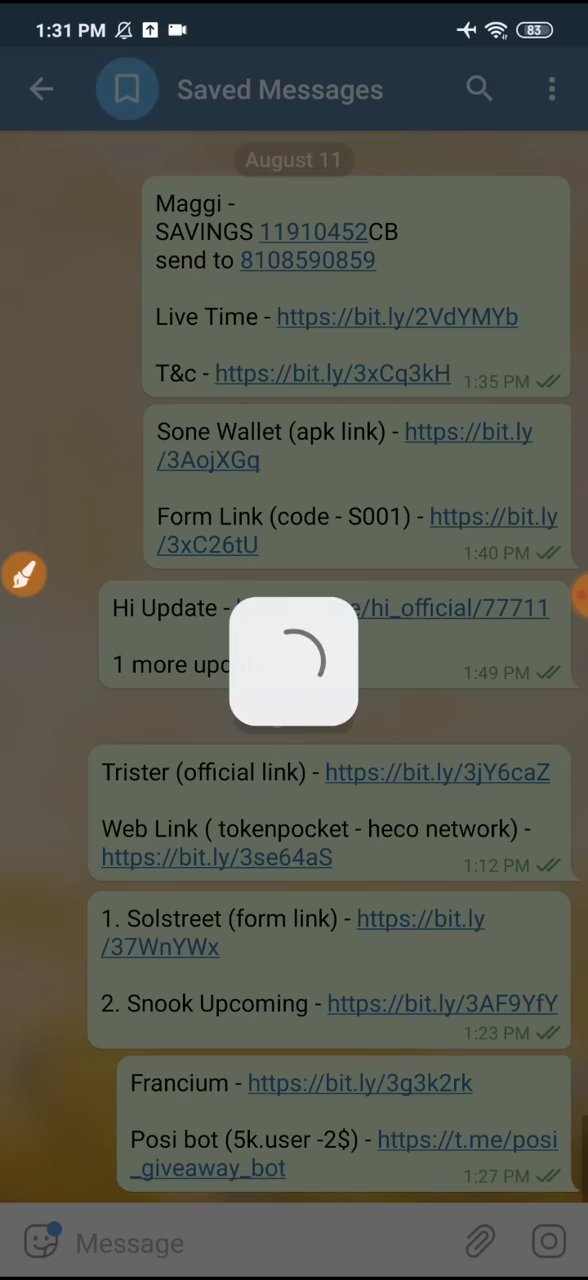 1:31 PM 83
Saved Messages
August 11
Maggi -
SAVINGS 11910452CB
send to 8108590859
Live Time - https://bit.ly/2VdYMYb
T&c - https://bit.ly/3xCq3kH 1:35 PM
Sone Wallet (apk link) - https://bit.ly
/3AojXGq
Form Link (code - S001) - https://bit.ly
/3xC26tU 1:40 PM
Hi Update - e/hi_official/77711
1 more 1:49 PM
Trister (official link) - https://bit.ly/3jY6caZ
Web Link ( tokenpocket - heco network) -
https://bit.ly/3se64aS 1:12 PM
1. Solstreet (form link) - https://bit.ly
/37WnYWx
2. Snook Upcoming - https://bit.ly/3AF9YfY
1:23 PM
Francium - https://bit.ly/3g3k2rk
Posi bot (5k.user -2$) - https://t.me/posi
_giveaway_bot 1:27 PM
Message